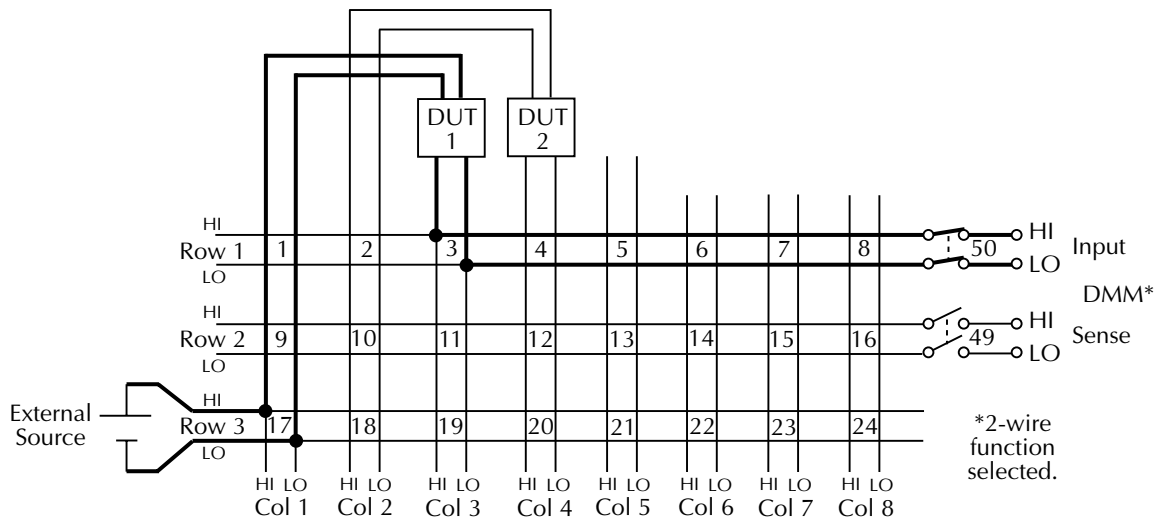 DUT
1
DUT
2
HI
Row 1 1 2 3 4 5 6 7 8 50 HI
LO LO
Input
DMM*
HI
Row 2 9 10 11 12 13 14 15 16 49 HI
LO LO
Sense
External
Source
HI
Row 3 17 18 19 20 21 22 23 24
LO
*2-wire
function
selected.
HI LO HI LO HI LO HI LO HI LO HI LO HI LO HI LO
Col 1 Col 2 Col 3 Col 4 Col 5 Col 6 Col 7 Col 8